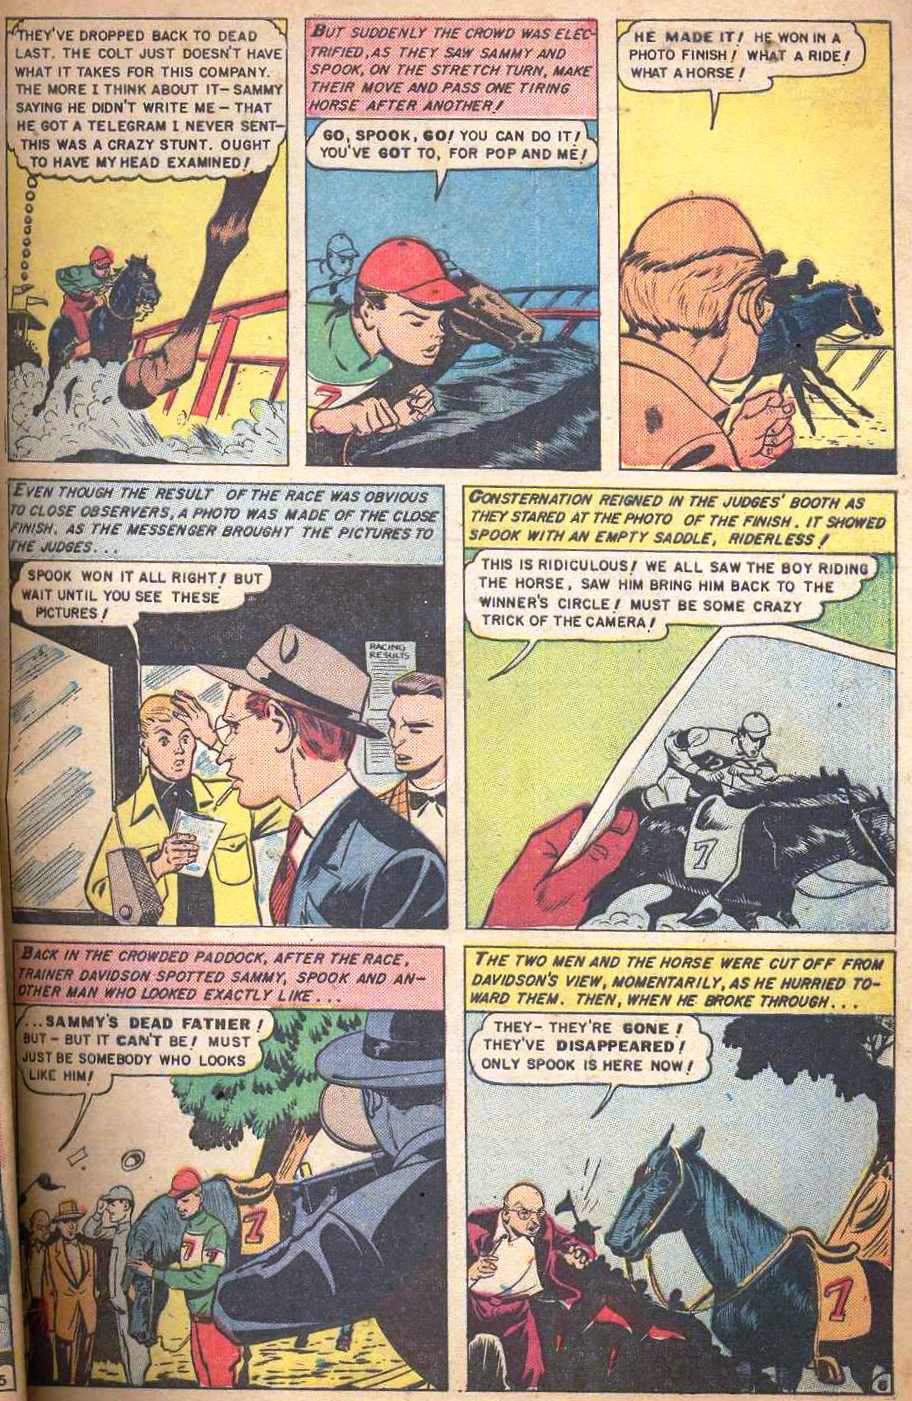 THEY'VE DROPPED BACK TO DEAD
LAST. THE COLT JUST DOESN'T HAVE
WHAT IT TAKES FOR THIS COMPANY.
THE MORE I THINK ABOUT IT— SAMMY
SAYING HE DIDN'T WRITE ME — THAT
HE GOT A TELEGRAM I NEVER SENT—
THIS WAS A CRAZY STUNT. OUGHT
TO HAVE MY HEAD EXAMINED!
BUT SUDDENLY THE CROWD WAS ELEC-
TRIFIED, AS THEY SAW SAMMY AND
SPOOK, ON THE STRETCH TURN, MAKE
THEIR MOVE AND PASS ONE TIRING
HORSE AFTER ANOTHER!
GO, SPOOK, GO! YOU CAN DO IT!
YOU'VE GOT TO, FOR POP AND ME!
7
HE MADE IT! HE WON IN A
PHOTO FINISH! WHAT A RIDE!
WHAT A HORSE!
EVEN THOUGH THE RESULT OF THE RACE WAS OBVIOUS
TO CLOSE OBSERVERS, A PHOTO WAS MADE OF THE CLOSE
FINISH. AS THE MESSENGER BROUGHT THE PICTURES TO
THE JUDGES...
SPOOK WON IT ALL RIGHT! BUT
WAIT UNTIL YOU SEE THESE
PICTURES!
RACING
RESULTS
CONSTERNATION REIGNED IN THE JUDGES' BOOTH AS
THEY STARED AT THE PHOTO OF THE FINISH. IT SHOWED
SPOOK WITH AN EMPTY SADDLE, RIDERLESS!
THIS IS RIDICULOUS! WE ALL SAW THE BOY RIDING
THE HORSE, SAW HIM BRING HIM BACK TO THE
WINNER'S CIRCLE! MUST BE SOME CRAZY
TRICK OF THE CAMERA!
7
BACK IN THE CROWDED PADDOCK, AFTER THE RACE,
TRAINER DAVIDSON SPOTTED SAMMY, SPOOK AND AN-
OTHER MAN WHO LOOKED EXACTLY LIKE...
...SAMMY'S DEAD FATHER!
BUT — BUT IT CAN'T BE! MUST
JUST BE SOMEBODY WHO LOOKS
LIKE HIM!
7
7 7
5
THE TWO MEN AND THE HORSE WERE CUT OFF FROM
DAVIDSON'S VIEW, MOMENTARILY, AS HE HURRIED TO-
WARD THEM. THEN, WHEN HE BROKE THROUGH...
THEY — THEY'RE GONE!
THEY'VE DISAPPEARED!
ONLY SPOOK IS HERE NOW!
7
6